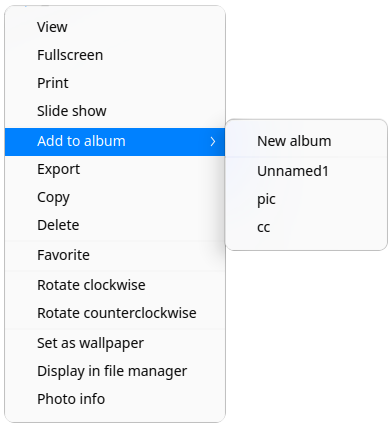 View
Fullscreen
Print
Slide show
Add to album
New album
Unnamed1
pic
cc
Export
Copy
Delete
Favorite
Rotate clockwise
Rotate counterclockwise
Set as wallpaper
Display in file manager
Photo info